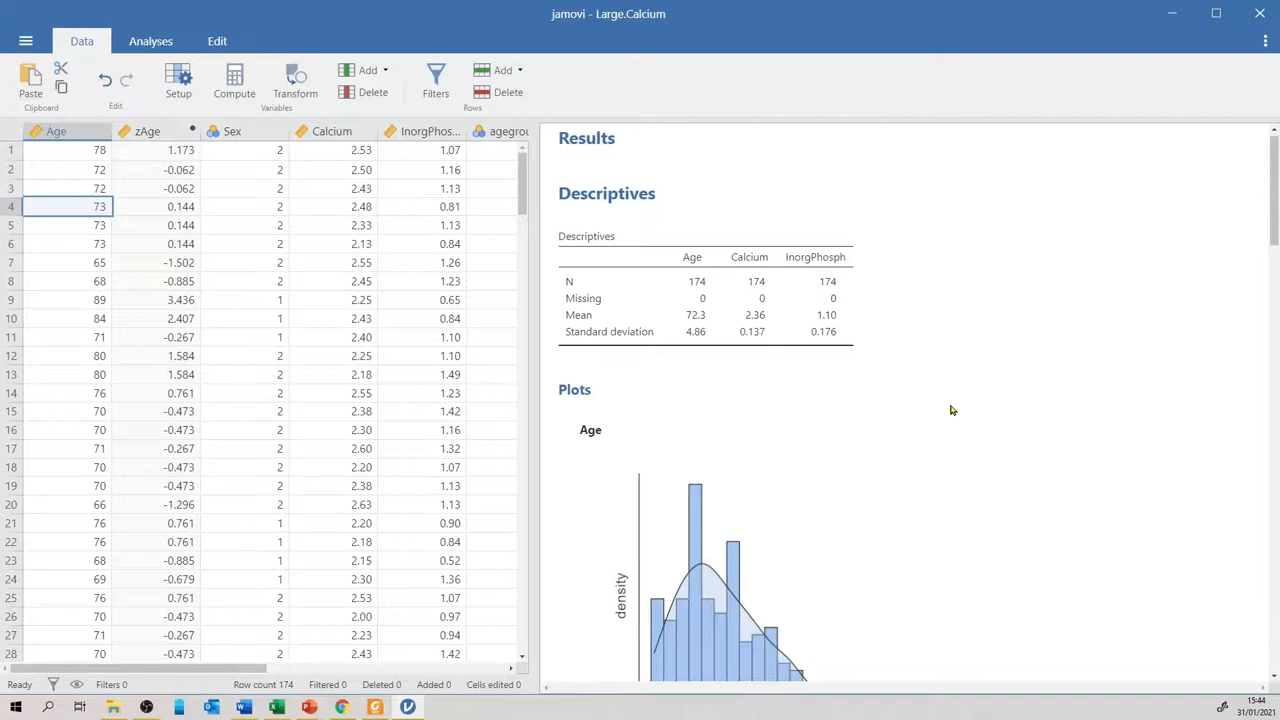 jamovi - Large.Calcium
Data Analyses Edit
Paste Setup Compute Transform Add Delete Filters Add Delete
Clipboard Edit Variables Rows
Age zAge Sex Calcium InorgPhos... agegrou
1 78 1.173 2 2.53 1.07
2 72 -0.062 2 2.50 1.16
3 72 -0.062 2 2.43 1.13
4 73 0.144 2 2.48 0.81
5 73 0.144 2 2.33 1.13
6 73 0.144 2 2.13 0.84
7 65 -1.502 2 2.55 1.26
8 68 -0.885 2 2.45 1.23
9 89 3.436 1 2.25 0.65
10 84 2.407 1 2.43 0.84
11 71 -0.267 1 2.40 1.10
12 80 1.584 2 2.25 1.10
13 80 1.584 2 2.18 1.49
14 76 0.761 2 2.55 1.23
15 70 -0.473 2 2.38 1.42
16 70 -0.473 2 2.30 1.16
17 71 -0.267 2 2.60 1.32
18 70 -0.473 2 2.20 1.07
19 70 -0.473 2 2.38 1.13
20 66 -1.296 2 2.63 1.13
21 76 0.761 1 2.20 0.90
22 76 0.761 1 2.18 0.84
23 68 -0.885 1 2.15 0.52
24 69 -0.679 1 2.30 1.36
25 76 0.761 2 2.53 1.07
26 70 -0.473 2 2.00 0.97
27 71 -0.267 2 2.23 0.94
28 70 -0.473 2 2.43 1.42
Results
Descriptives
Descriptives
Age Calcium InorgPhosph
N 174 174 174
Missing 0 0 0
Mean 72.3 2.36 1.10
Standard deviation 4.86 0.137 0.176
Plots
Age
density
Ready Filters 0 Row count 174 Filtered 0 Deleted 0 Added 0 Cells edited 0
15:44
31/01/2021